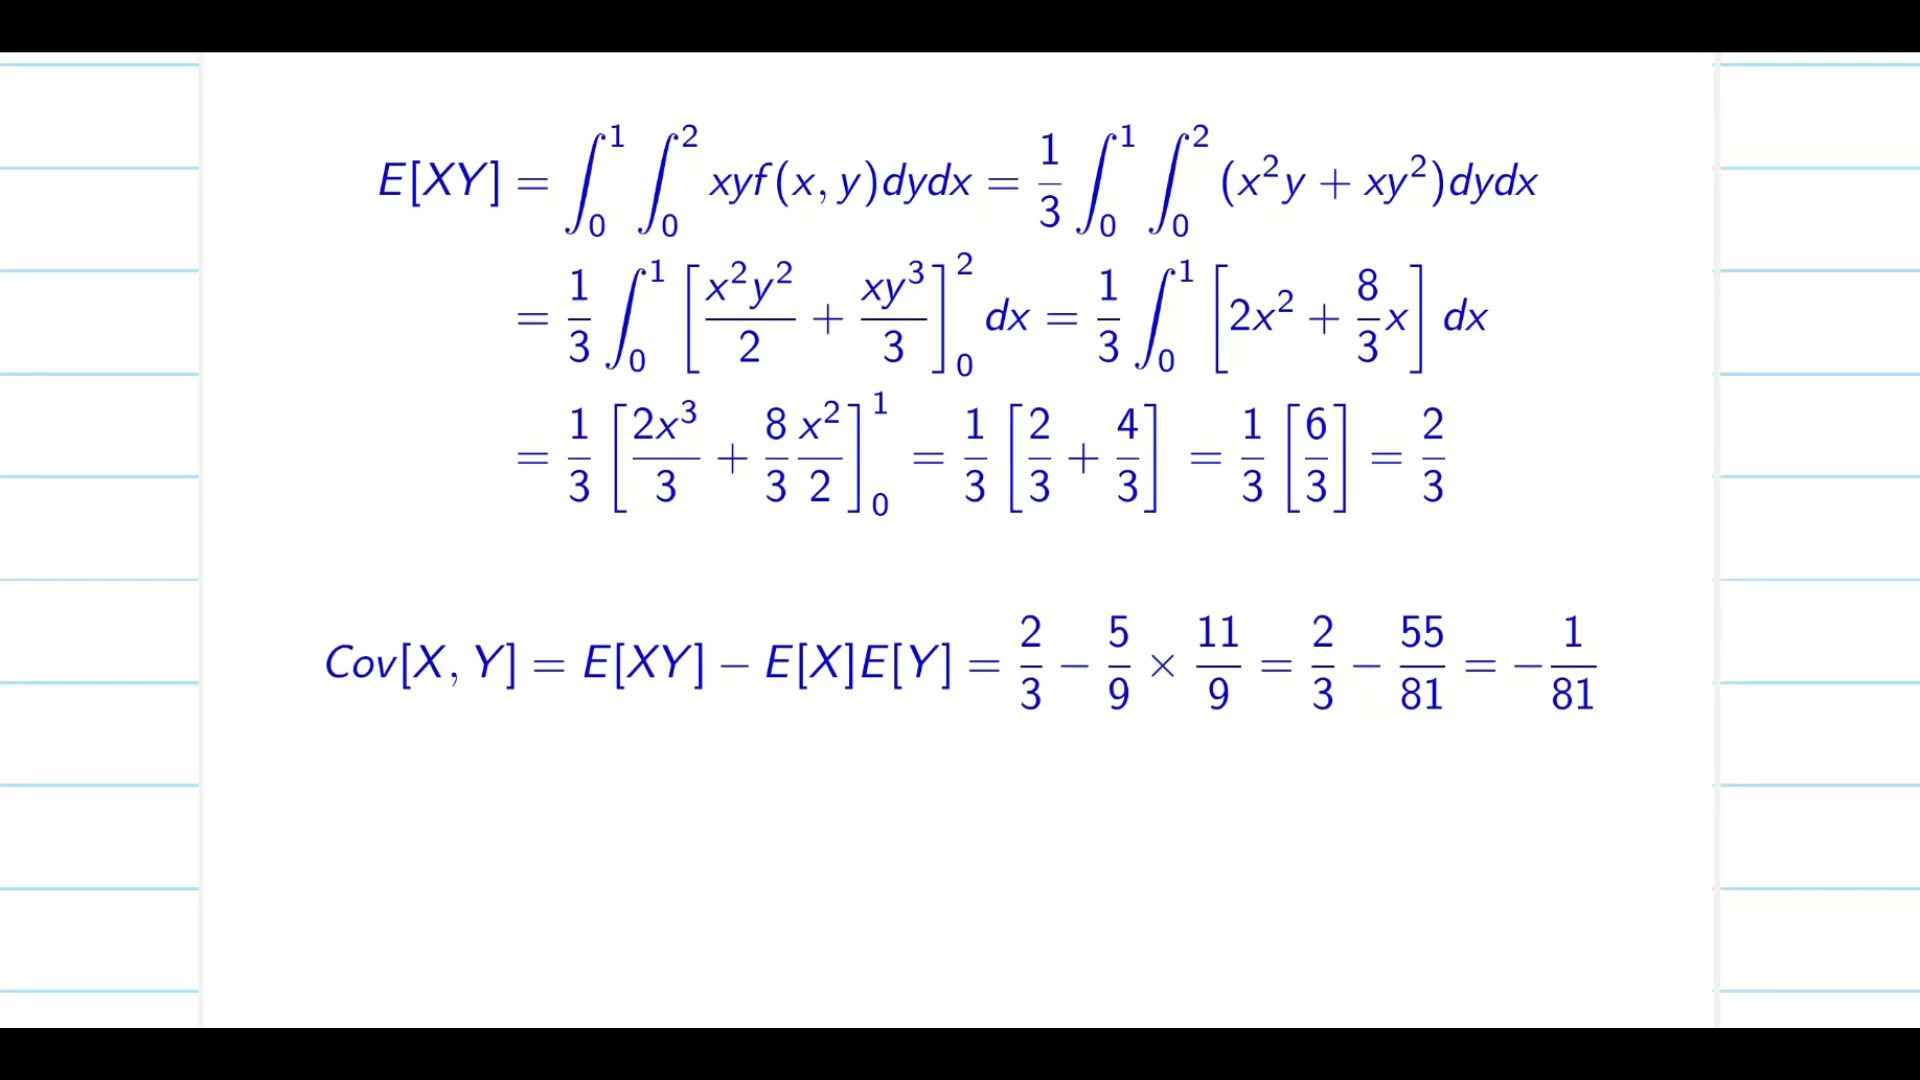 E[XY] = ∫₀¹ ∫₀² xyf(x, y)dydx = 1/3 ∫₀¹ ∫₀² (x²y + xy²)dydx
= 1/3 ∫₀¹ [x²y²/2 + xy³/3]₀² dx = 1/3 ∫₀¹ [2x² + 8/3 x] dx
= 1/3 [2x³/3 + 8/3 x²/2]₀¹ = 1/3 [2/3 + 4/3] = 1/3 [6/3] = 2/3
Cov[X, Y] = E[XY] − E[X]E[Y] = 2/3 − 5/9 × 11/9 = 2/3 − 55/81 = −1/81